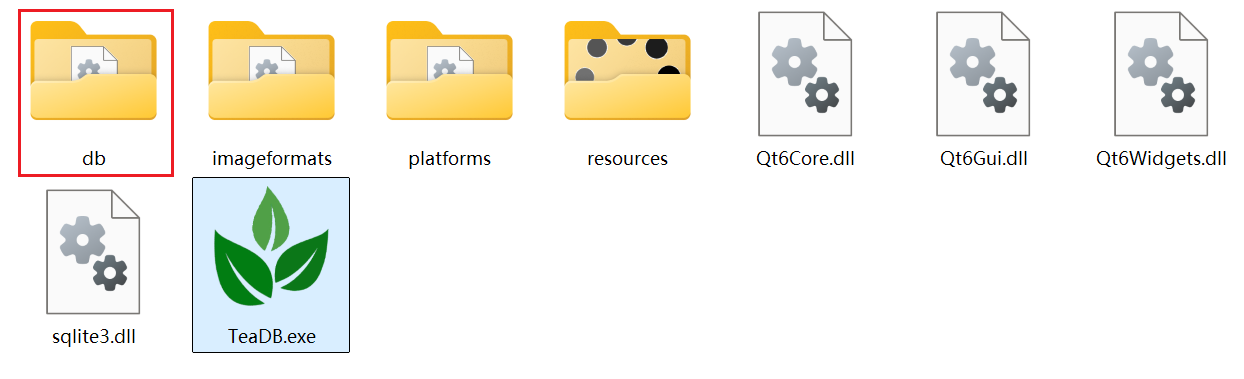 db
imageformats
platforms
resources
Qt6Core.dll
Qt6Gui.dll
Qt6Widgets.dll
sqlite3.dll
TeaDB.exe